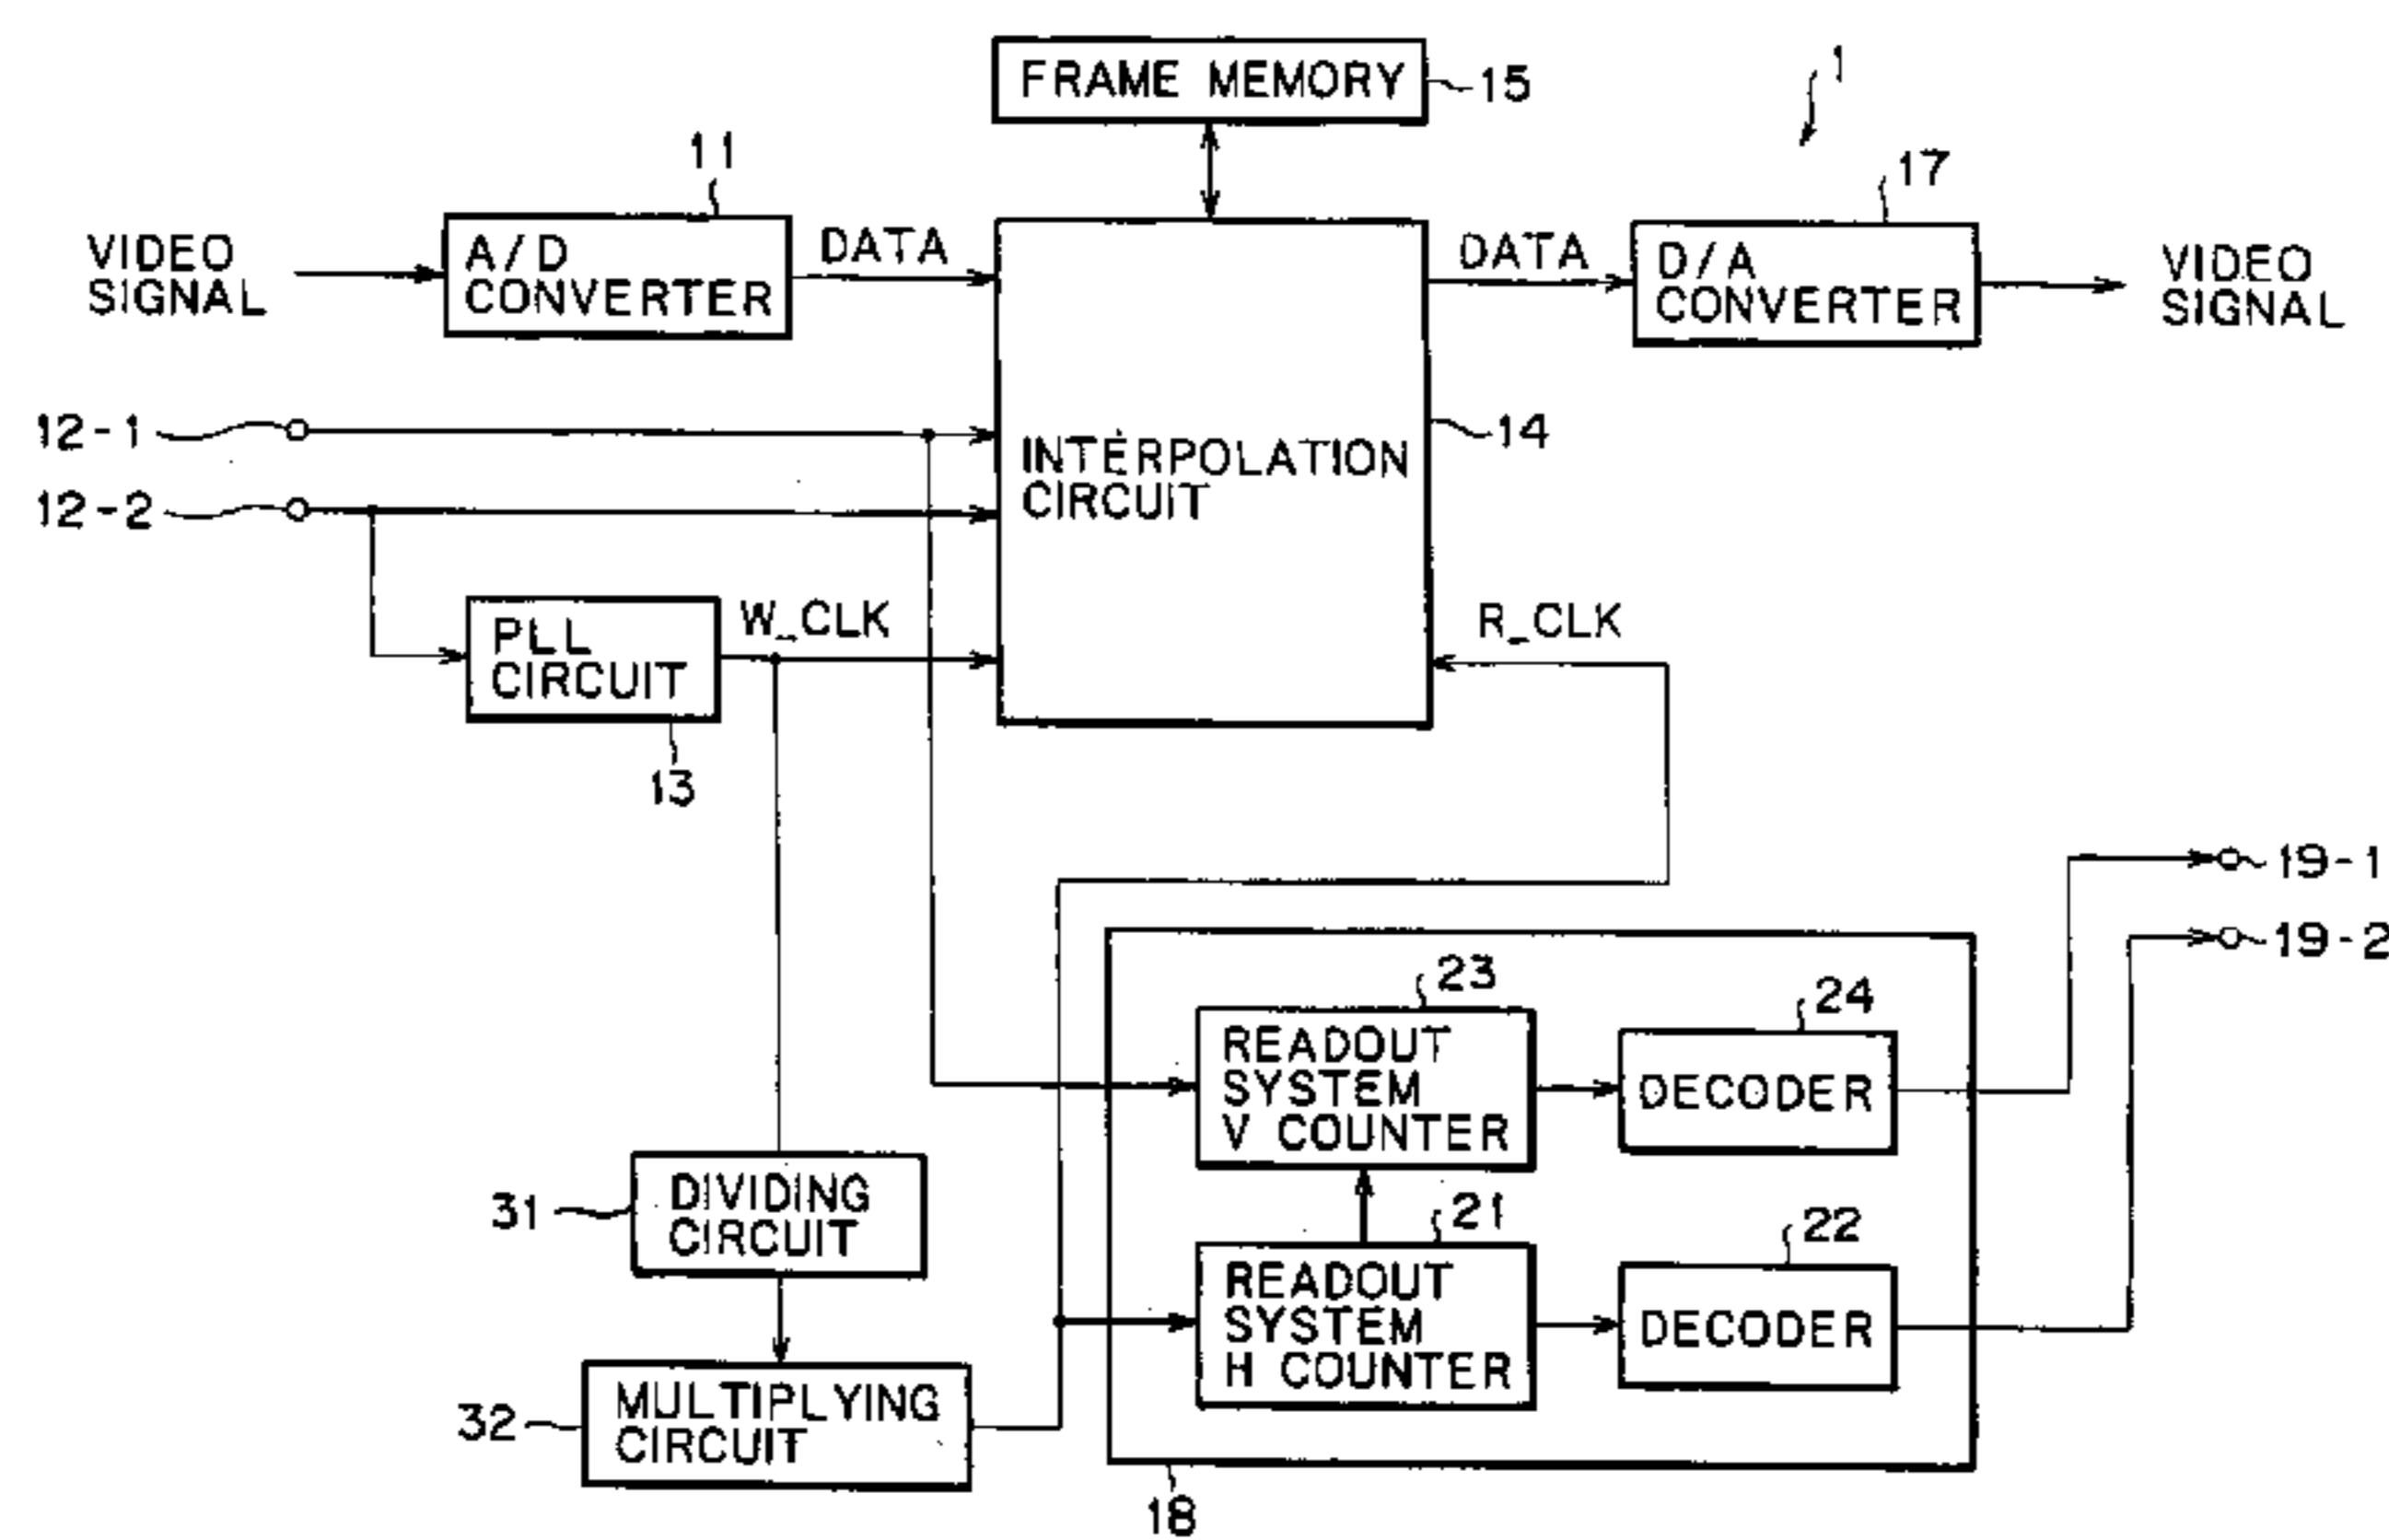 FRAME MEMORY
15
1
11
17
VIDEO
SIGNAL
A/D
CONVERTER
DATA
DATA
D/A
CONVERTER
VIDEO
SIGNAL
12-1
INTERPOLATION
CIRCUIT
14
12-2
PLL
CIRCUIT
W_CLK
R_CLK
13
19-1
19-2
23
24
READOUT
SYSTEM
V COUNTER
DECODER
31
DIVIDING
CIRCUIT
21
22
READOUT
SYSTEM
H COUNTER
DECODER
32
MULTIPLYING
CIRCUIT
18